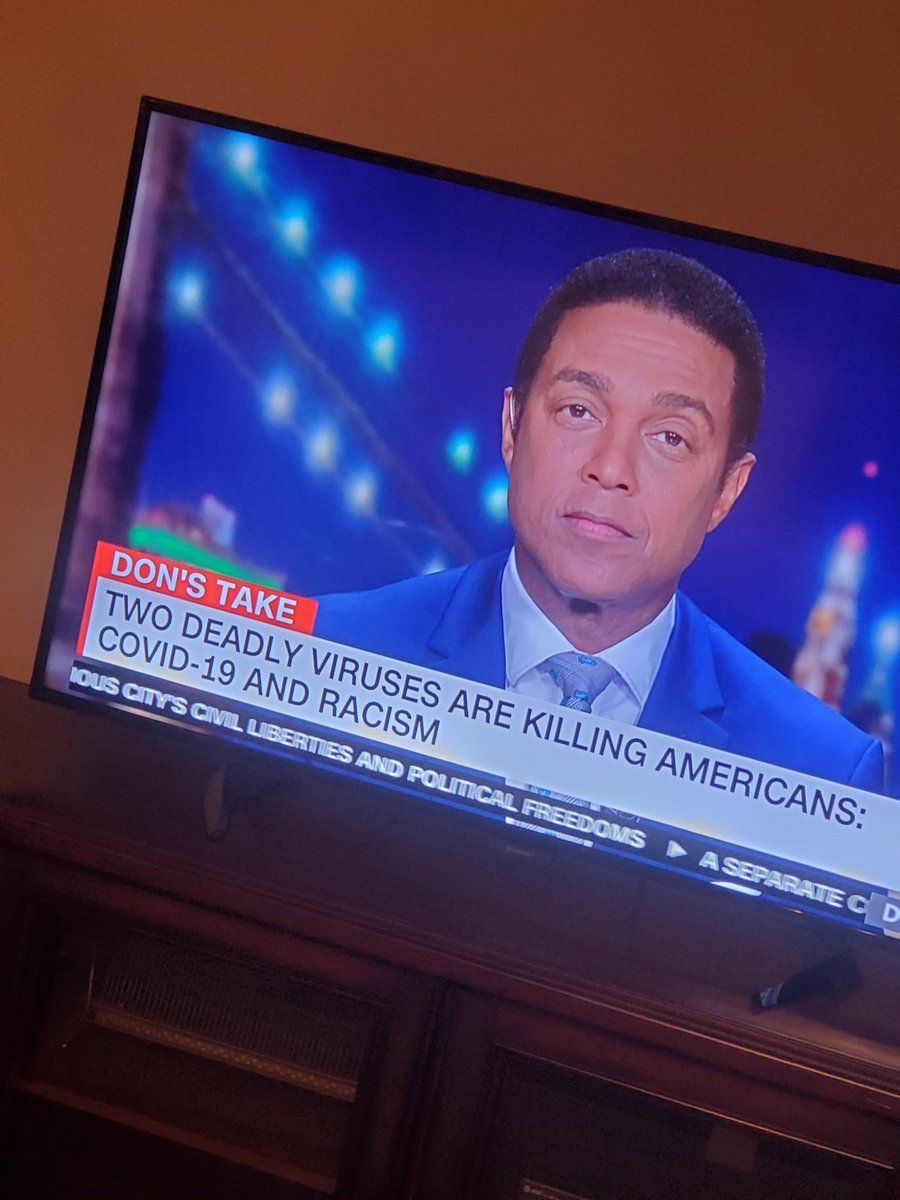 DON'S TAKE
TWO DEADLY VIRUSES ARE KILLING AMERICANS:
COVID-19 AND RACISM
IOUS CITY'S CIVIL LIBERTIES AND POLITICAL FREEDOMS ▶ A SEPARATE C D